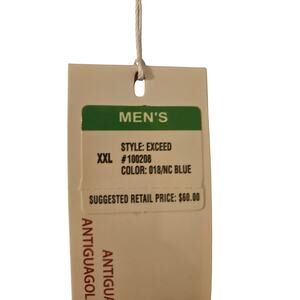 MEN'S
STYLE: EXCEED
XXL #100208
COLOR: 018/NC BLUE
SUGGESTED RETAIL PRICE: $60.00
ANTIGUAGOL
ANTIGUA